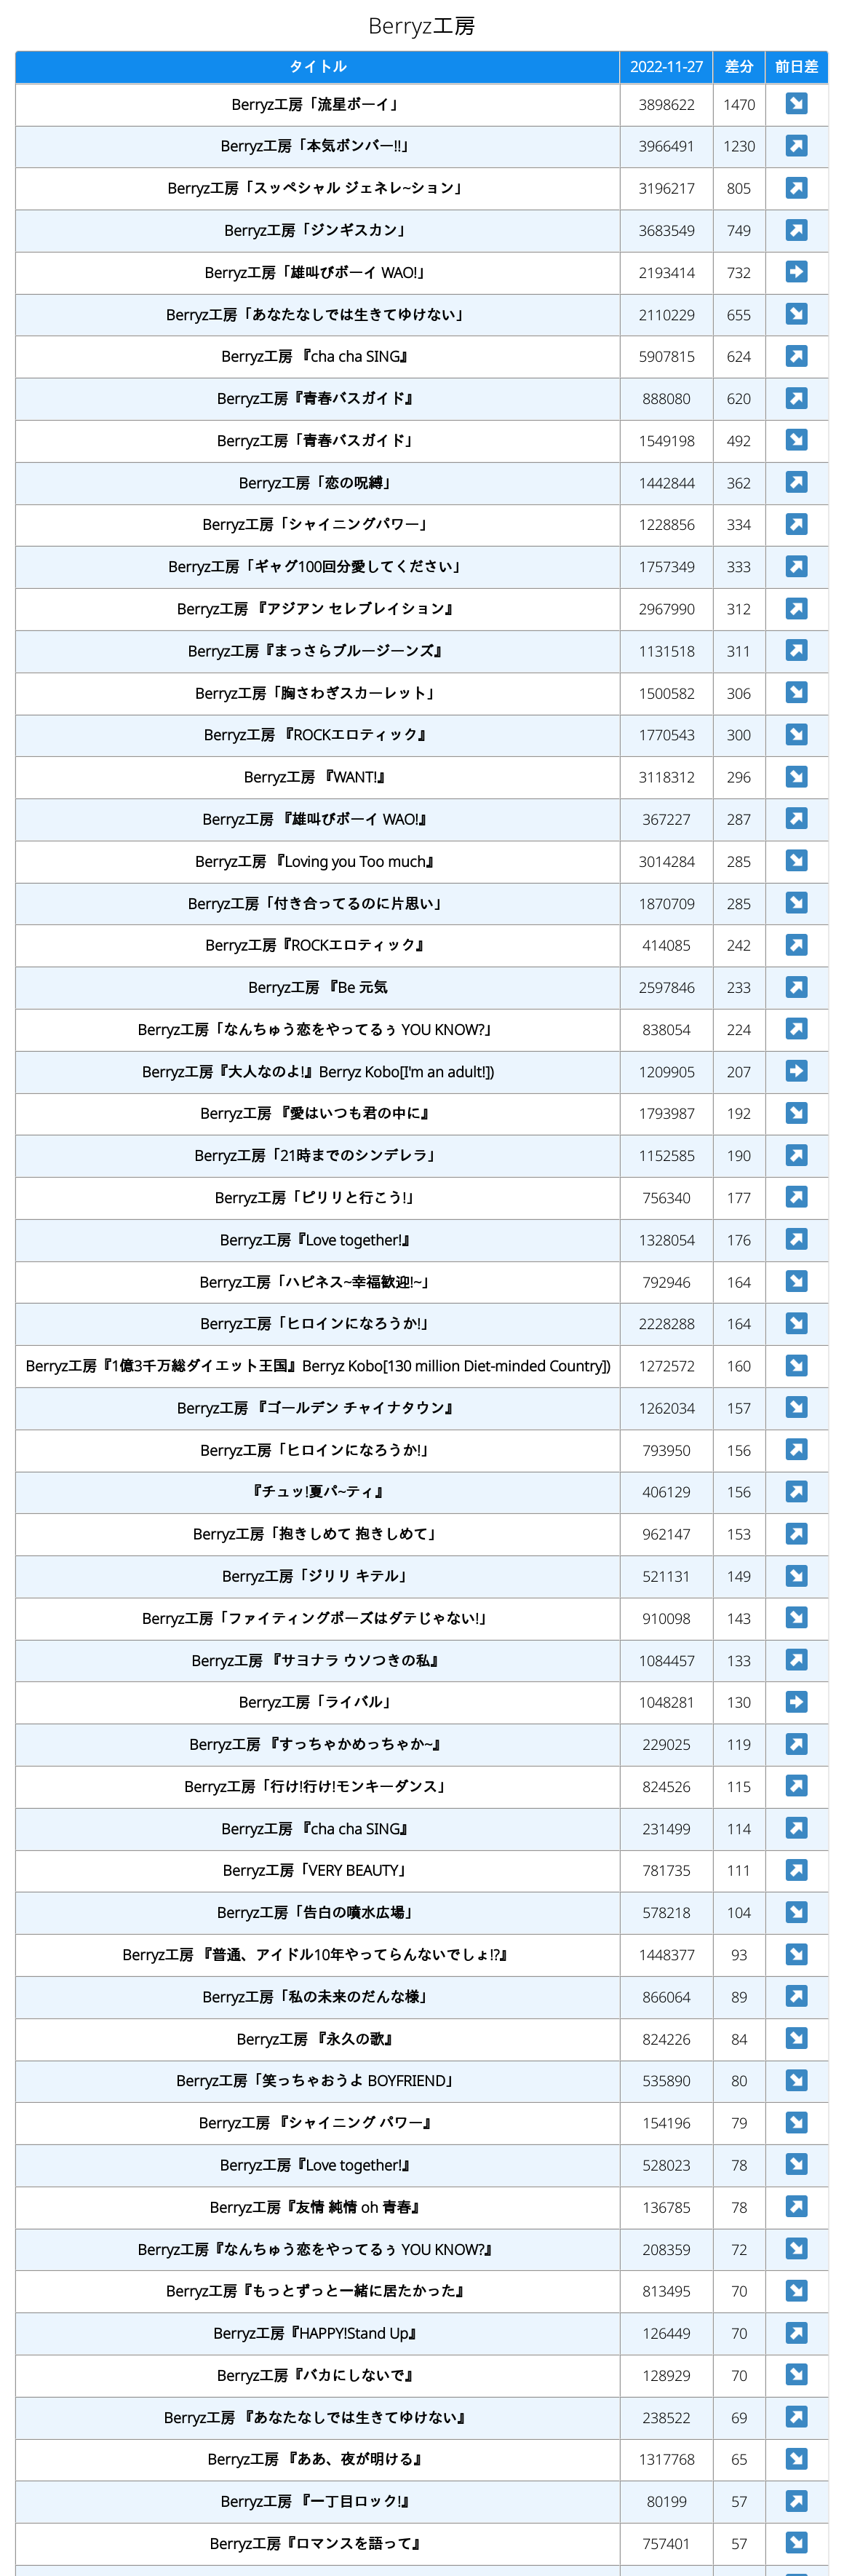 Berryz工房
タイトル 2022-11-27 差分 前日差
Berryz工房「流星ボーイ」 3898622 1470 ↘
Berryz工房「本気ボンバー!!」 3966491 1230 ↗
Berryz工房「スッペシャル ジェネレ~ション」 3196217 805 ↗
Berryz工房「ジンギスカン」 3683549 749 ↗
Berryz工房「雄叫びボーイ WAO!」 2193414 732 ➡
Berryz工房「あなたなしでは生きてゆけない」 2110229 655 ↘
Berryz工房 『cha cha SING』 5907815 624 ↗
Berryz工房『青春バスガイド』 888080 620 ↗
Berryz工房「青春バスガイド」 1549198 492 ↘
Berryz工房「恋の呪縛」 1442844 362 ↗
Berryz工房「シャイニングパワー」 1228856 334 ↗
Berryz工房「ギャグ100回分愛してください」 1757349 333 ↗
Berryz工房 『アジアン セレブレイション』 2967990 312 ↗
Berryz工房『まっさらブルージーンズ』 1131518 311 ↗
Berryz工房「胸さわぎスカーレット」 1500582 306 ↘
Berryz工房 『ROCKエロティック』 1770543 300 ↘
Berryz工房 『WANT!』 3118312 296 ↘
Berryz工房 『雄叫びボーイ WAO!』 367227 287 ↗
Berryz工房 『Loving you Too much』 3014284 285 ↘
Berryz工房「付き合ってるのに片思い」 1870709 285 ↘
Berryz工房『ROCKエロティック』 414085 242 ↗
Berryz工房 『Be 元気 2597846 233 ↗
Berryz工房「なんちゅう恋をやってるぅ YOU KNOW?」 838054 224 ↗
Berryz工房『大人なのよ!』Berryz Kobo[I'm an adult!]) 1209905 207 ➡
Berryz工房 『愛はいつも君の中に』 1793987 192 ↘
Berryz工房「21時までのシンデレラ」 1152585 190 ↗
Berryz工房「ピリリと行こう!」 756340 177 ↗
Berryz工房『Love together!』 1328054 176 ↗
Berryz工房「ハピネス~幸福歓迎!~」 792946 164 ↘
Berryz工房「ヒロインになろうか!」 2228288 164 ↘
Berryz工房『1億3千万総ダイエット王国』Berryz Kobo[130 million Diet-minded Country]) 1272572 160 ↘
Berryz工房 『ゴールデン チャイナタウン』 1262034 157 ↘
Berryz工房「ヒロインになろうか!」 793950 156 ↗
『チュッ!夏パ~ティ』 406129 156 ↗
Berryz工房「抱きしめて 抱きしめて」 962147 153 ↗
Berryz工房「ジリリ キテル」 521131 149 ↘
Berryz工房「ファイティングポーズはダテじゃない!」 910098 143 ↘
Berryz工房 『サヨナラ ウソつきの私』 1084457 133 ↗
Berryz工房「ライバル」 1048281 130 ➡
Berryz工房 『すっちゃかめっちゃか~』 229025 119 ↗
Berryz工房「行け!行け!モンキーダンス」 824526 115 ↗
Berryz工房 『cha cha SING』 231499 114 ↗
Berryz工房「VERY BEAUTY」 781735 111 ↗
Berryz工房「告白の噴水広場」 578218 104 ↘
Berryz工房 『普通、アイドル10年やってらんないでしょ!?』 1448377 93 ↘
Berryz工房「私の未来のだんな様」 866064 89 ↗
Berryz工房 『永久の歌』 824226 84 ↘
Berryz工房「笑っちゃおうよ BOYFRIEND」 535890 80 ↘
Berryz工房 『シャイニング パワー』 154196 79 ↘
Berryz工房『Love together!』 528023 78 ↘
Berryz工房『友情 純情 oh 青春』 136785 78 ↗
Berryz工房『なんちゅう恋をやってるぅ YOU KNOW?』 208359 72 ↘
Berryz工房『もっとずっと一緒に居たかった』 813495 70 ↘
Berryz工房『HAPPY!Stand Up』 126449 70 ↗
Berryz工房『バカにしないで』 128929 70 ↘
Berryz工房 『あなたなしでは生きてゆけない』 238522 69 ↗
Berryz工房 『ああ、夜が明ける』 1317768 65 ↘
Berryz工房 『一丁目ロック!』 80199 57 ↗
Berryz工房『ロマンスを語って』 757401 57 ↘